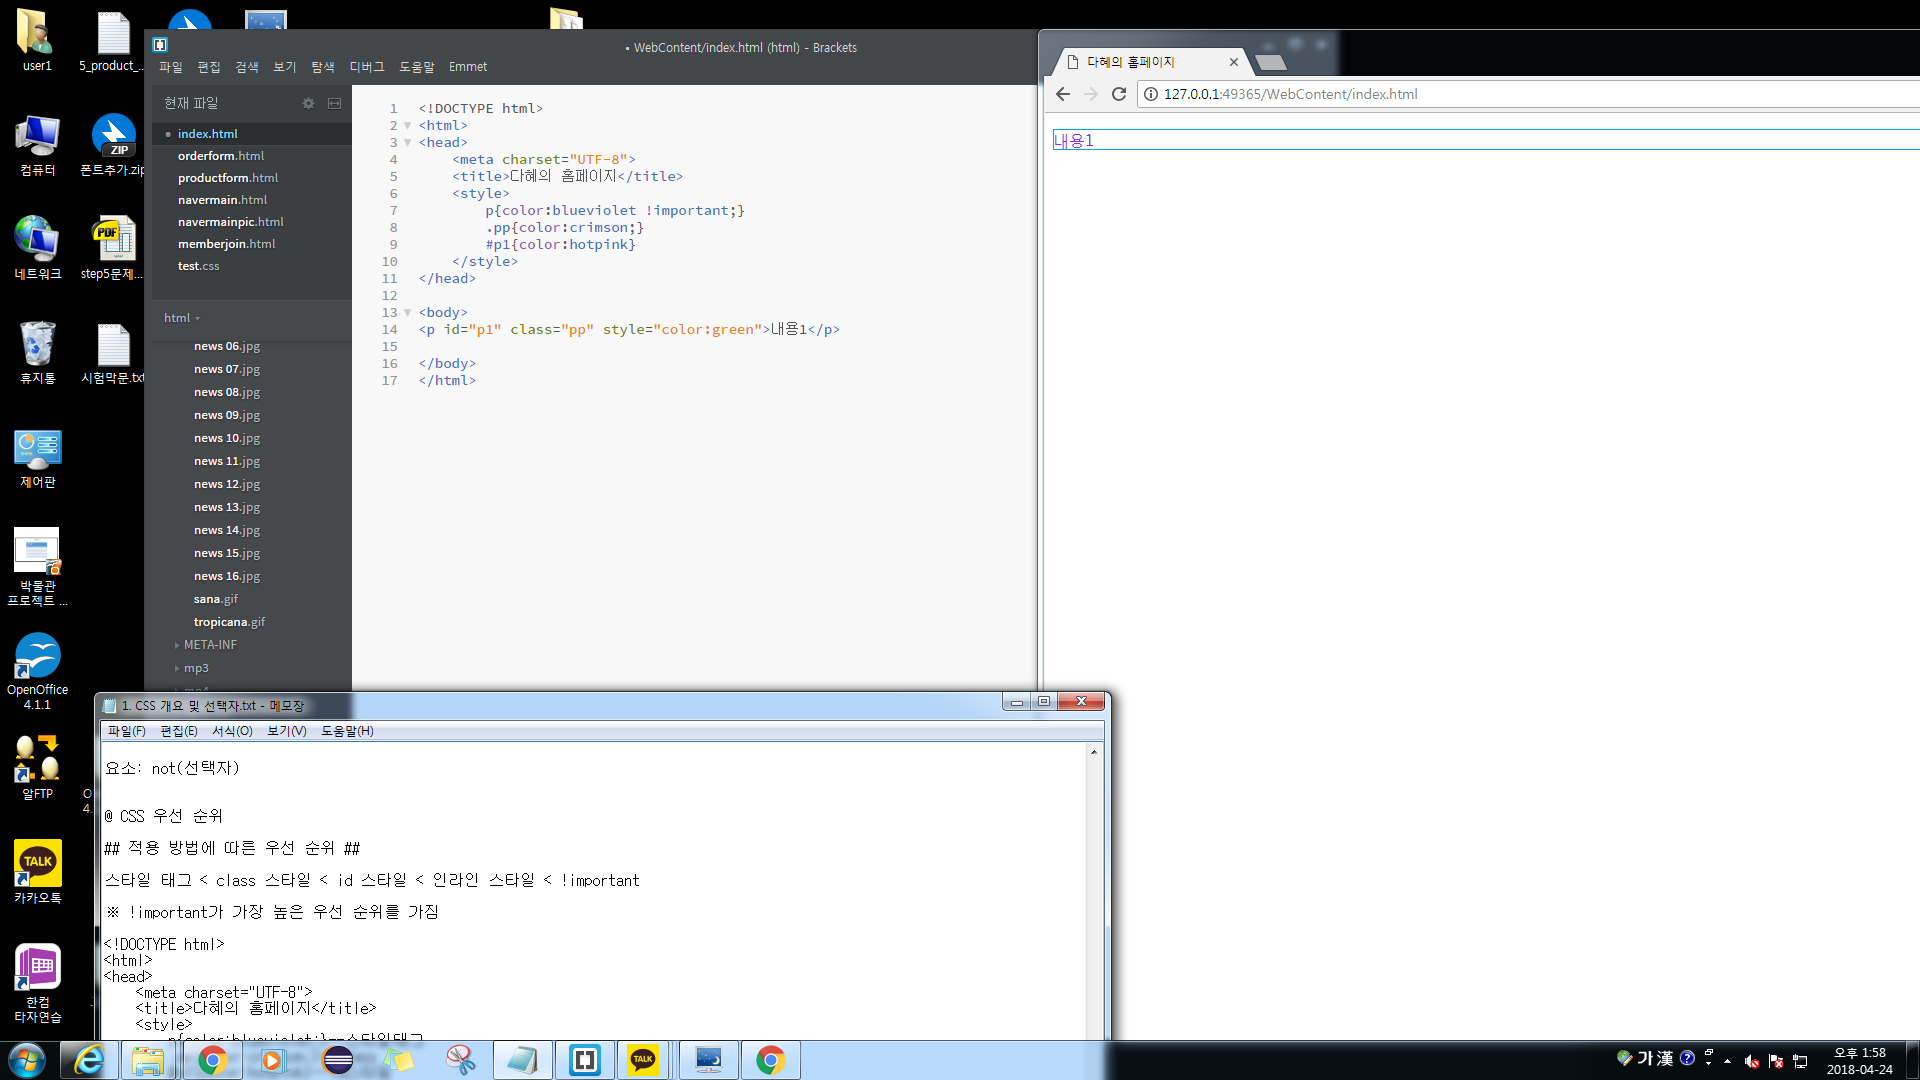 user1
5_product_...
컴퓨터
폰트추가.zip
네트워크
step5문제...
휴지통
시험막문.txt
제어판
박물관
프로젝트 ...
OpenOffice
4.1.1
알FTP
카카오톡
한컴
타자연습
• WebContent/index.html (html) - Brackets
파일 편집 검색 보기 탐색 디버그 도움말 Emmet
현재 파일
index.html
orderform.html
productform.html
navermain.html
navermainpic.html
memberjoin.html
test.css
html
news 06.jpg
news 07.jpg
news 08.jpg
news 09.jpg
news 10.jpg
news 11.jpg
news 12.jpg
news 13.jpg
news 14.jpg
news 15.jpg
news 16.jpg
sana.gif
tropicana.gif
META-INF
mp3
mp4
1 <!DOCTYPE html>
2 <html>
3 <head>
4 <meta charset="UTF-8">
5 <title>다혜의 홈페이지</title>
6 <style>
7 p{color:blueviolet !important;}
8 .pp{color:crimson;}
9 #p1{color:hotpink}
10 </style>
11 </head>
12
13 <body>
14 <p id="p1" class="pp" style="color:green">내용1</p>
15
16 </body>
17 </html>
다혜의 홈페이지
127.0.0.1:49365/WebContent/index.html
내용1
1. CSS 개요 및 선택자.txt - 메모장
파일(F) 편집(E) 서식(O) 보기(V) 도움말(H)
요소: not(선택자)
@ CSS 우선 순위
## 적용 방법에 따른 우선 순위 ##
스타일 태그 < class 스타일 < id 스타일 < 인라인 스타일 < !important
※ !important가 가장 높은 우선 순위를 가짐
<!DOCTYPE html>
<html>
<head>
<meta charset="UTF-8">
<title>다혜의 홈페이지</title>
<style>
p{color:blueviolet;}--스타일태그
가 漢
오후 1:58
2018-04-24